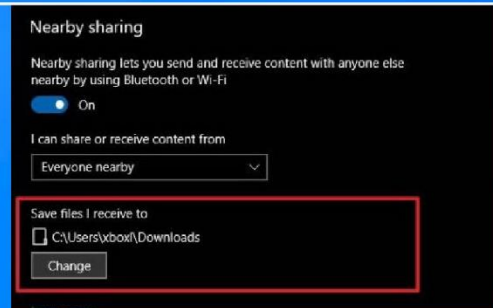 Nearby sharing
Nearby sharing lets you send and receive content with anyone else
nearby by using Bluetooth or Wi-Fi
On
I can share or receive content from
Everyone nearby
Save files I receive to
C:\Users\xboxl\Downloads
Change